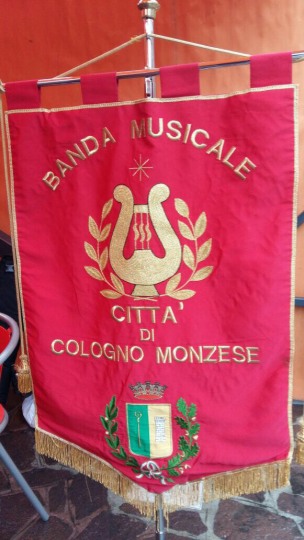 BANDA MUSICALE
CITTA'
DI
COLOGNO MONZESE